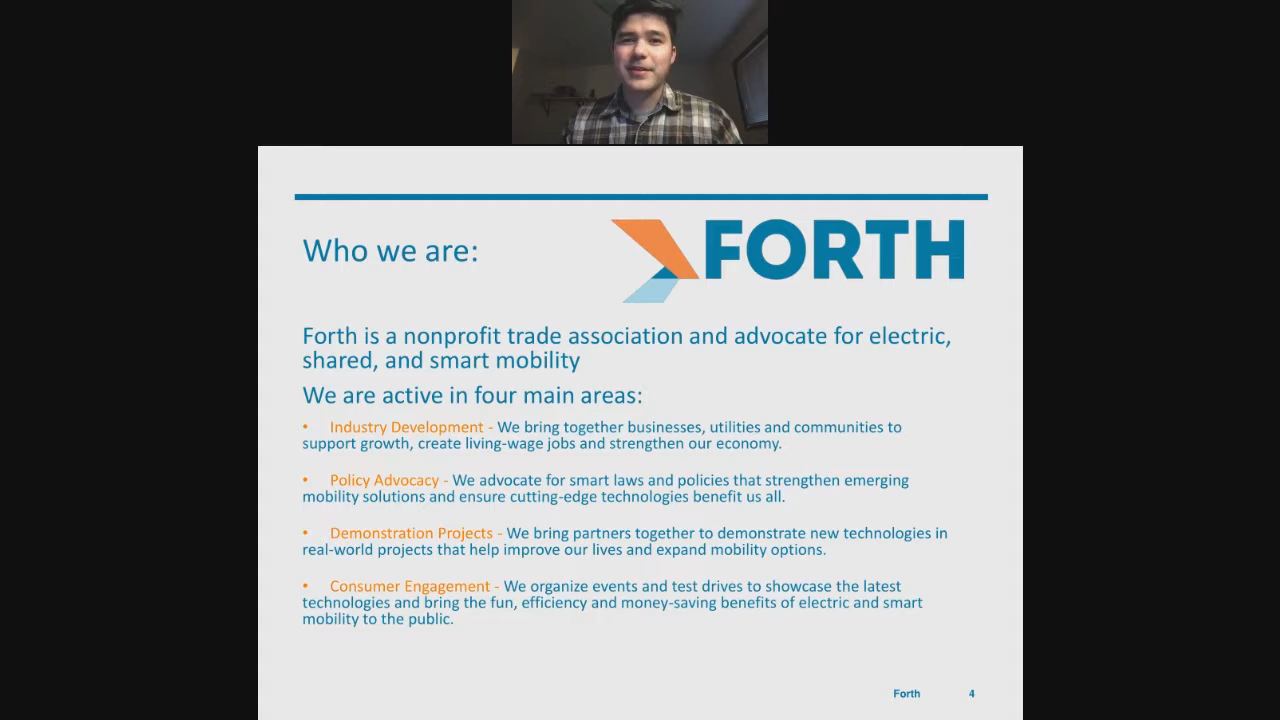 FORTH
Who we are:
Forth is a nonprofit trade association and advocate for electric,
shared, and smart mobility
We are active in four main areas:
• Industry Development - We bring together businesses, utilities and communities to
support growth, create living-wage jobs and strengthen our economy.
• Policy Advocacy - We advocate for smart laws and policies that strengthen emerging
mobility solutions and ensure cutting-edge technologies benefit us all.
• Demonstration Projects - We bring partners together to demonstrate new technologies in
real-world projects that help improve our lives and expand mobility options.
• Consumer Engagement - We organize events and test drives to showcase the latest
technologies and bring the fun, efficiency and money-saving benefits of electric and smart
mobility to the public.
Forth 4